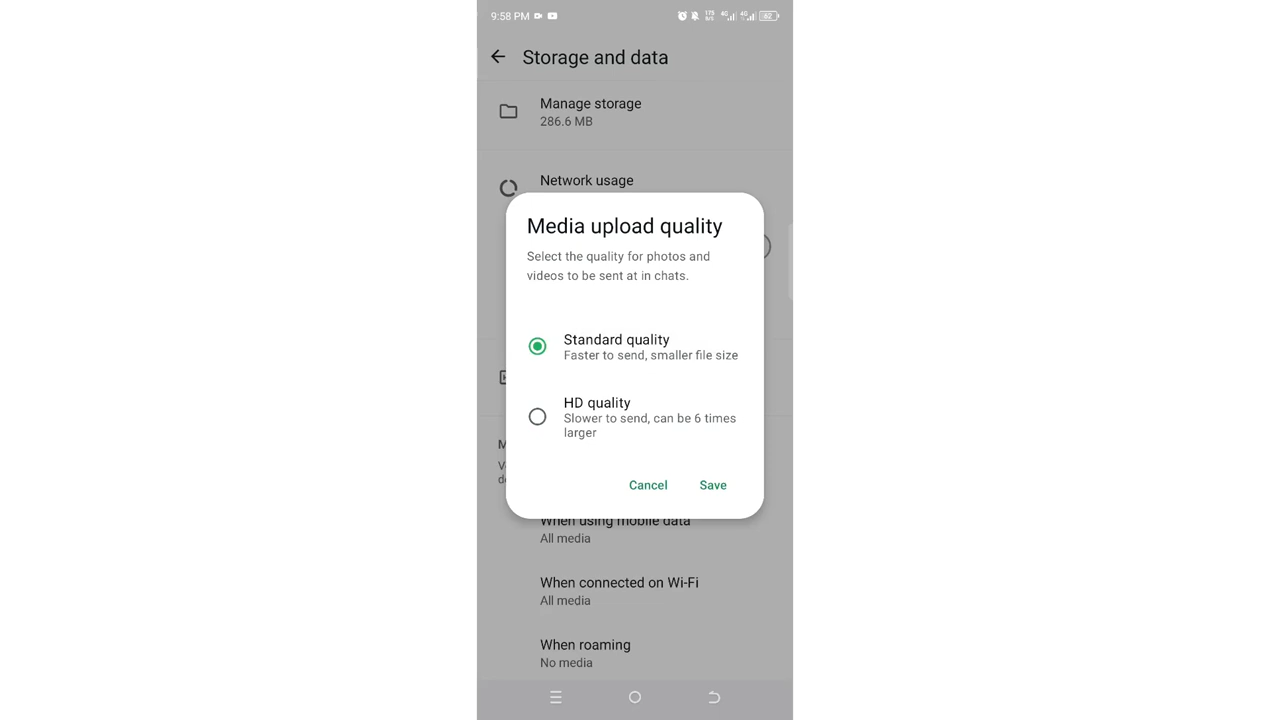 9:58 PM
4G 4G 82
Storage and data
Manage storage
286.6 MB
Network usage
Media upload quality
Select the quality for photos and
videos to be sent at in chats.
Standard quality
Faster to send, smaller file size
HD quality
Slower to send, can be 6 times
larger
Cancel Save
When using mobile data
All media
When connected on Wi-Fi
All media
When roaming
No media